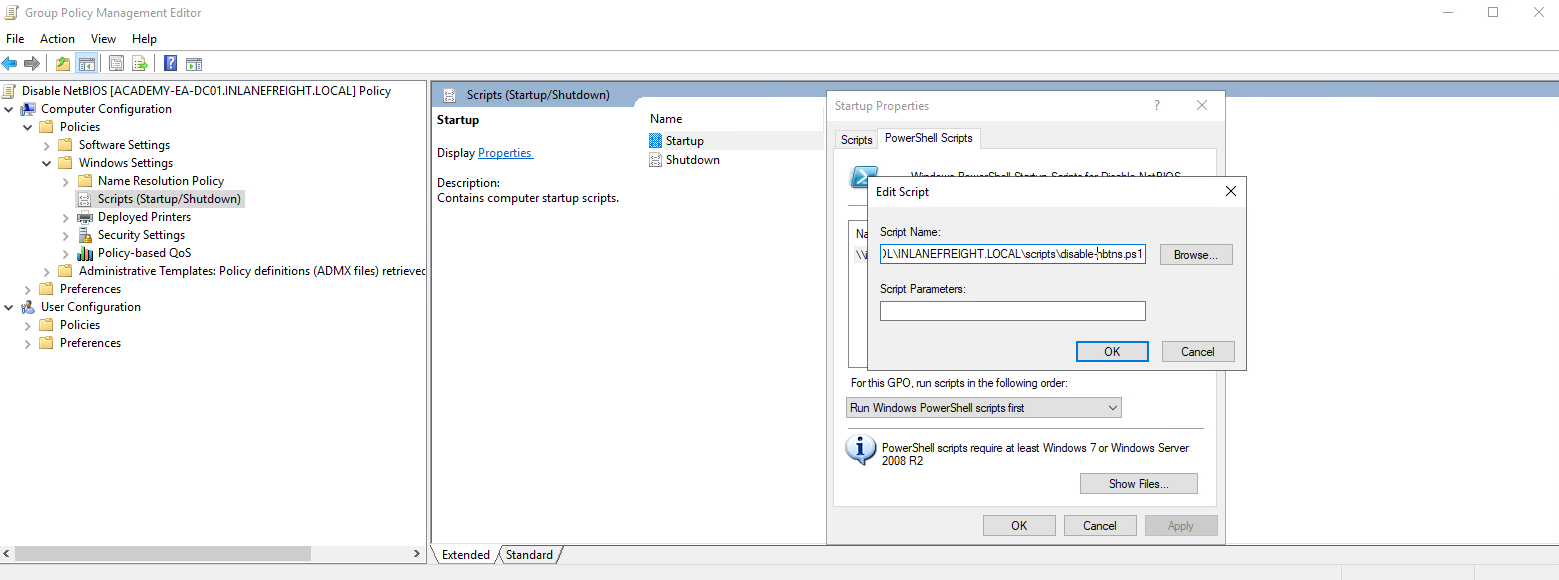 Group Policy Management Editor
File Action View Help
Disable NetBIOS [ACADEMY-EA-DC01.INLANEFREIGHT.LOCAL] Policy
Computer Configuration
Policies
Software Settings
Windows Settings
Name Resolution Policy
Scripts (Startup/Shutdown)
Deployed Printers
Security Settings
Policy-based QoS
Administrative Templates: Policy definitions (ADMX files) retrieved
Preferences
User Configuration
Policies
Preferences
Scripts (Startup/Shutdown)
Startup
Display Properties
Description:
Contains computer startup scripts.
Name
Startup
Shutdown
Extended Standard
Startup Properties
Scripts PowerShell Scripts
Windows PowerShell Startup Scripts for Disable NetBIOS
Na
\\i
Edit Script
Script Name:
OL\INLANEFREIGHT.LOCAL\scripts\disable-nbtns.ps1
Browse...
Script Parameters:
OK Cancel
For this GPO, run scripts in the following order:
Run Windows PowerShell scripts first
PowerShell scripts require at least Windows 7 or Windows Server
2008 R2
Show Files...
OK Cancel Apply